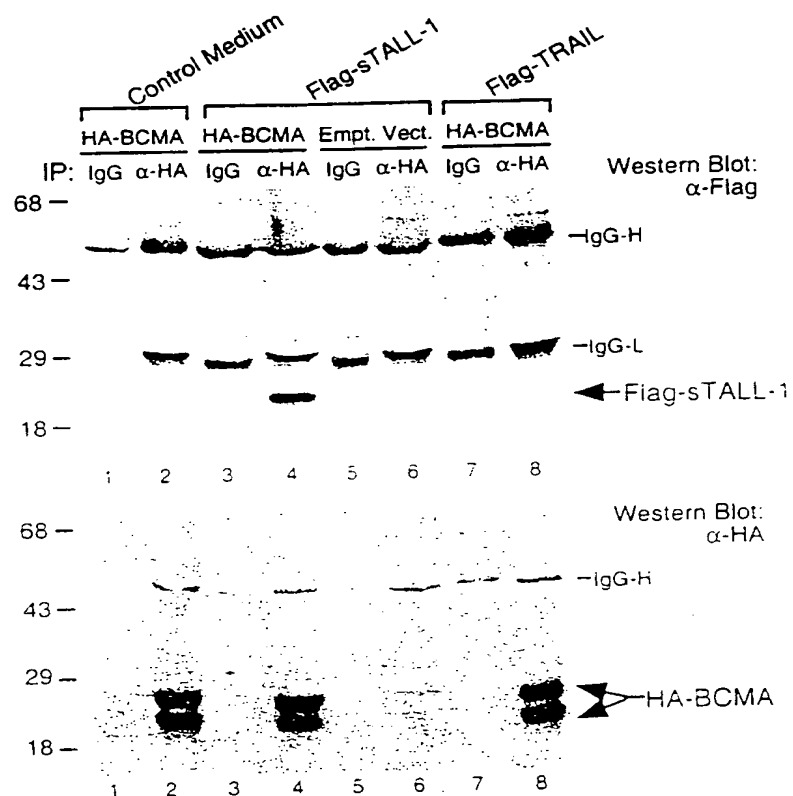 Control Medium
Flag-sTALL-1
Flag-TRAIL
HA-BCMA HA-BCMA Empt. Vect. HA-BCMA
IP: IgG α-HA IgG α-HA IgG α-HA IgG α-HA
Western Blot:
α-Flag
68
IgG-H
43
29
IgG-L
Flag-sTALL-1
18
1 2 3 4 5 6 7 8
Western Blot:
α-HA
68
IgG-H
43
29
HA-BCMA
18
1 2 3 4 5 6 7 8